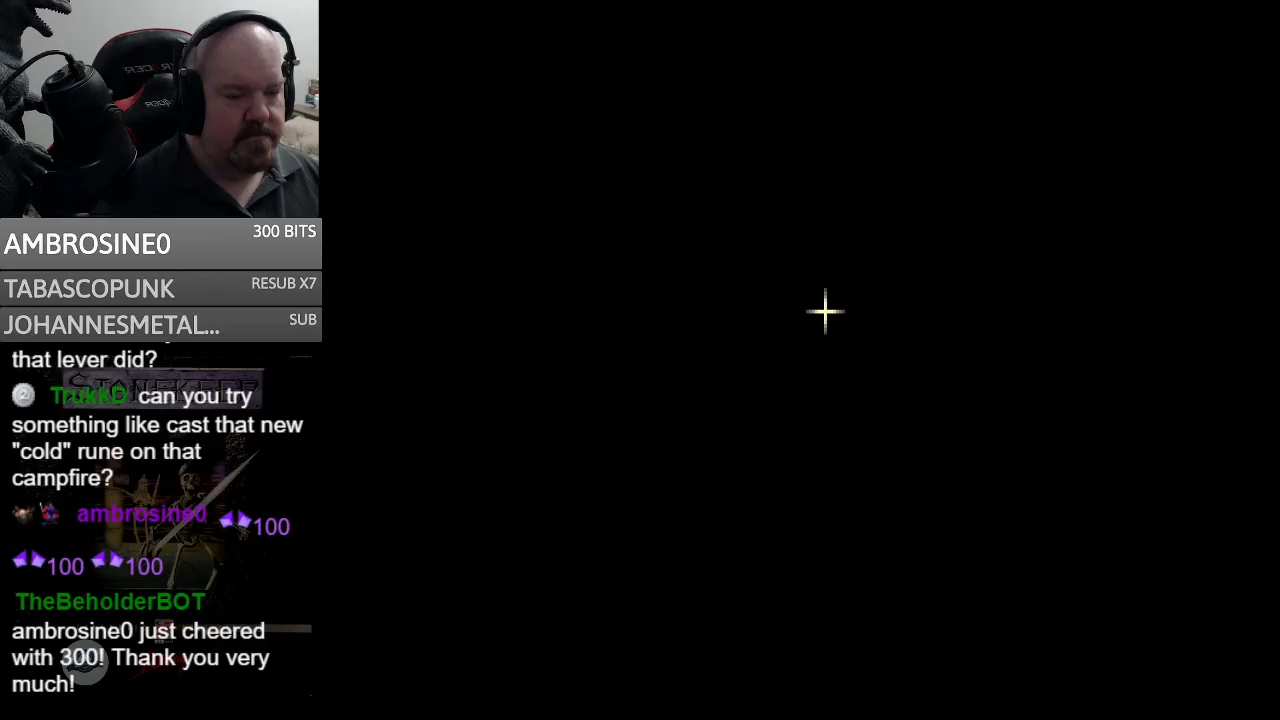 AMBROSINE0 300 BITS
TABASCOPUNK RESUB X7
JOHANNESMETAL... SUB
that lever did?
STONEKEEP
TrukkD can you try
something like cast that new
"cold" rune on that
campfire?
ambrosine0 100
100 100
TheBeholderBOT
ambrosine0 just cheered
with 300! Thank you very
much!